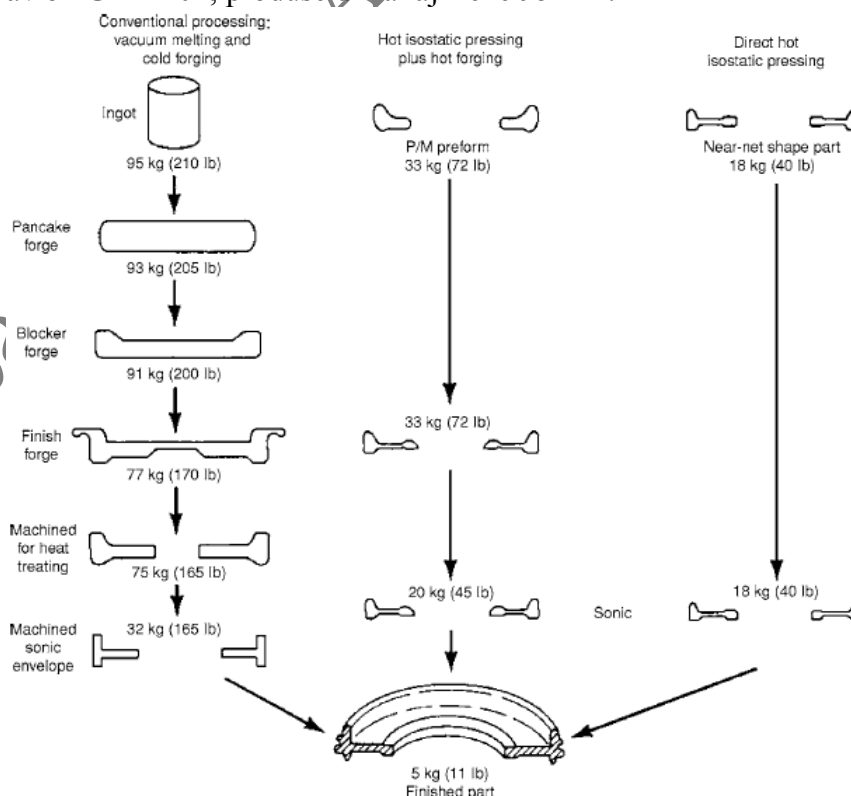 Conventional processing:
vacuum melting and
cold forging
Ingot
95 kg (210 lb)
Pancake
forge
93 kg (205 lb)
Blocker
forge
91 kg (200 lb)
Finish
forge
77 kg (170 lb)
Machined
for heat
treating
75 kg (165 lb)
Machined
sonic
envelope
32 kg (165 lb)
Hot isostatic pressing
plus hot forging
P/M preform
33 kg (72 lb)
33 kg (72 lb)
20 kg (45 lb)
Direct hot
isostatic pressing
Near-net shape part
18 kg (40 lb)
Sonic
18 kg (40 lb)
5 kg (11 lb)
Finished part